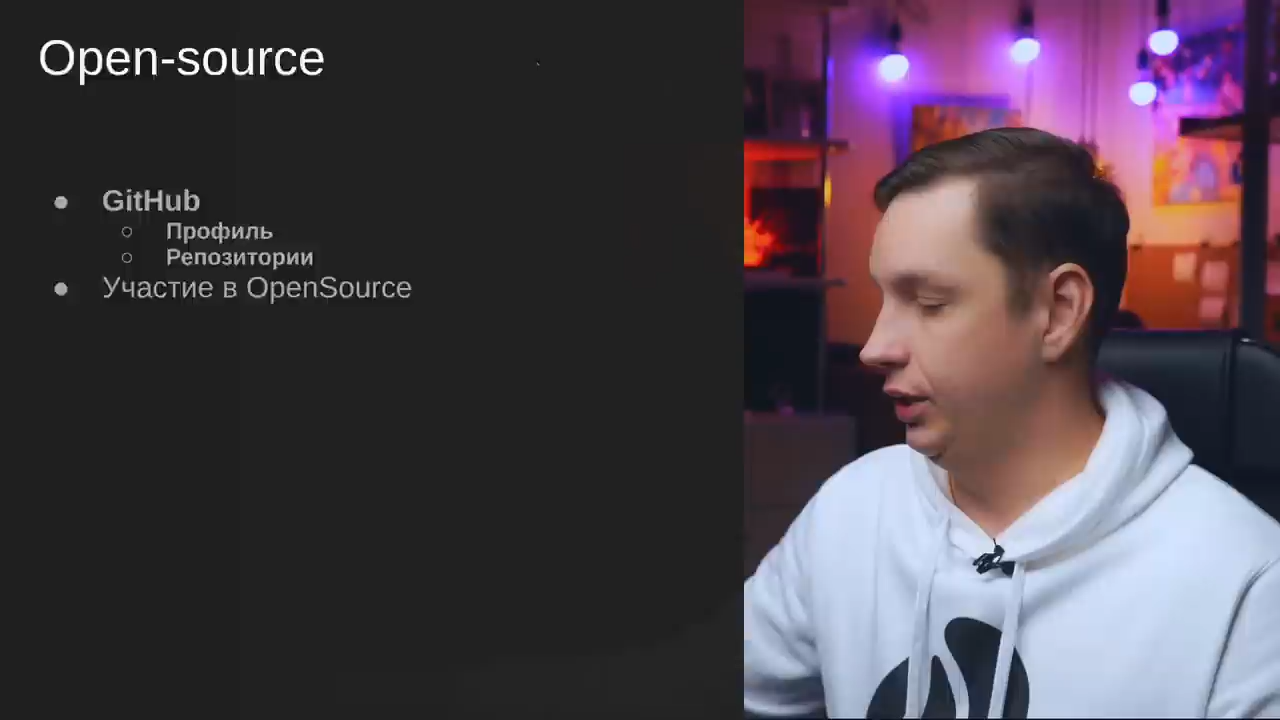 Open-source
GitHub
Профиль
Репозитории
Участие в OpenSource